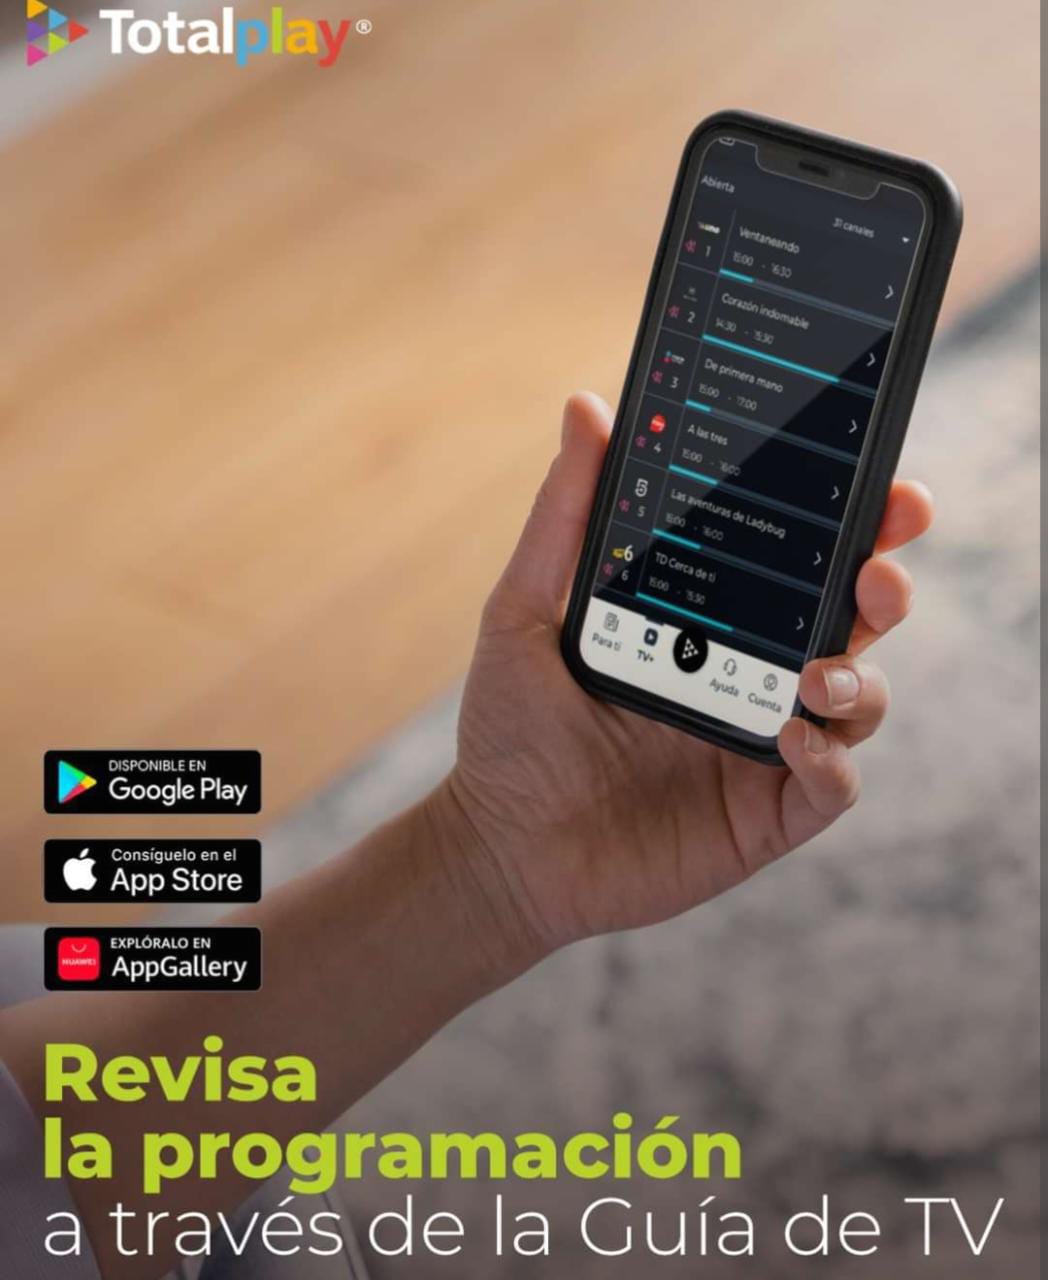 Totalplay®
Abierta
31 canales
Ventaneando
1
15:00 - 16:30
Corazón indomable
2
14:30 - 15:30
De primera mano
3
15:00 - 17:00
A las tres
4
15:00 - 16:00
5
Las aventuras de Ladybug
5
15:00 - 16:00
6
TD Cerca de ti
6
15:00 - 15:30
Para ti
TV+
Ayuda
Cuenta
DISPONIBLE EN
Google Play
Consíguelo en el
App Store
HUAWEI
EXPLÓRALO EN
AppGallery
Revisa
la programación
a través de la Guía de TV